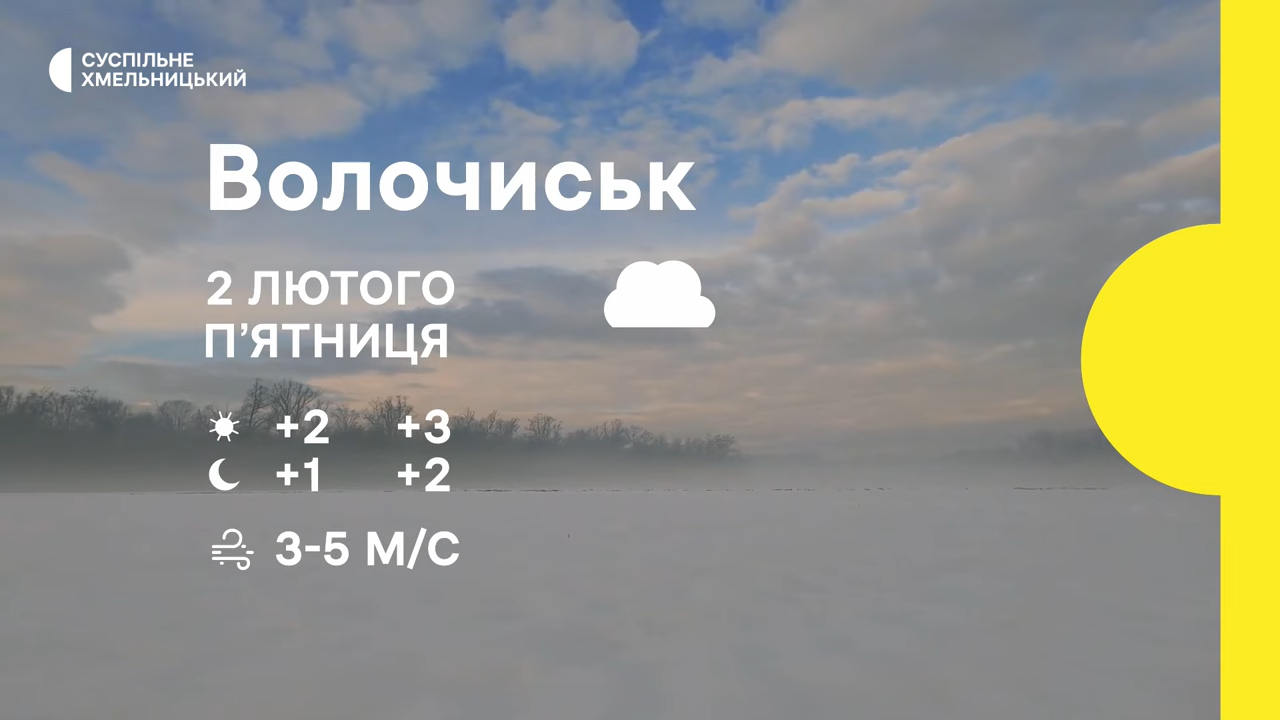 СУСПІЛЬНЕ
ХМЕЛЬНИЦЬКИЙ
Волочиськ
2 ЛЮТОГО
П’ЯТНИЦЯ
+2 +3
+1 +2
3-5 М/С